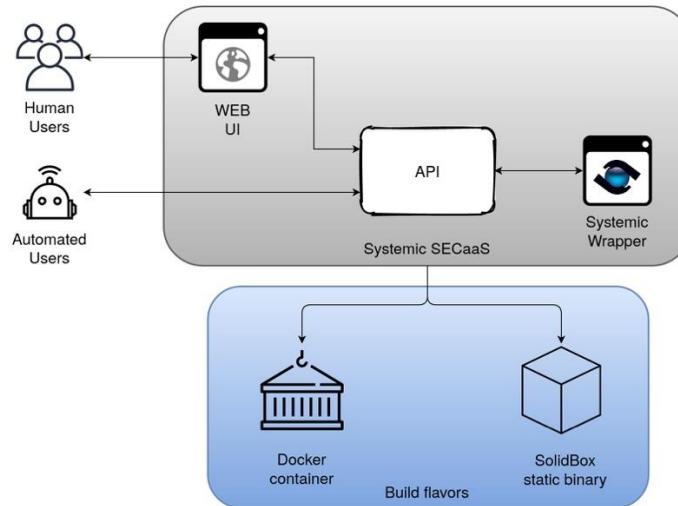 Human
Users
WEB
UI
API
Automated
Users
Systemic
Wrapper
Systemic SECaaS
Docker
container
SolidBox
static binary
Build flavors